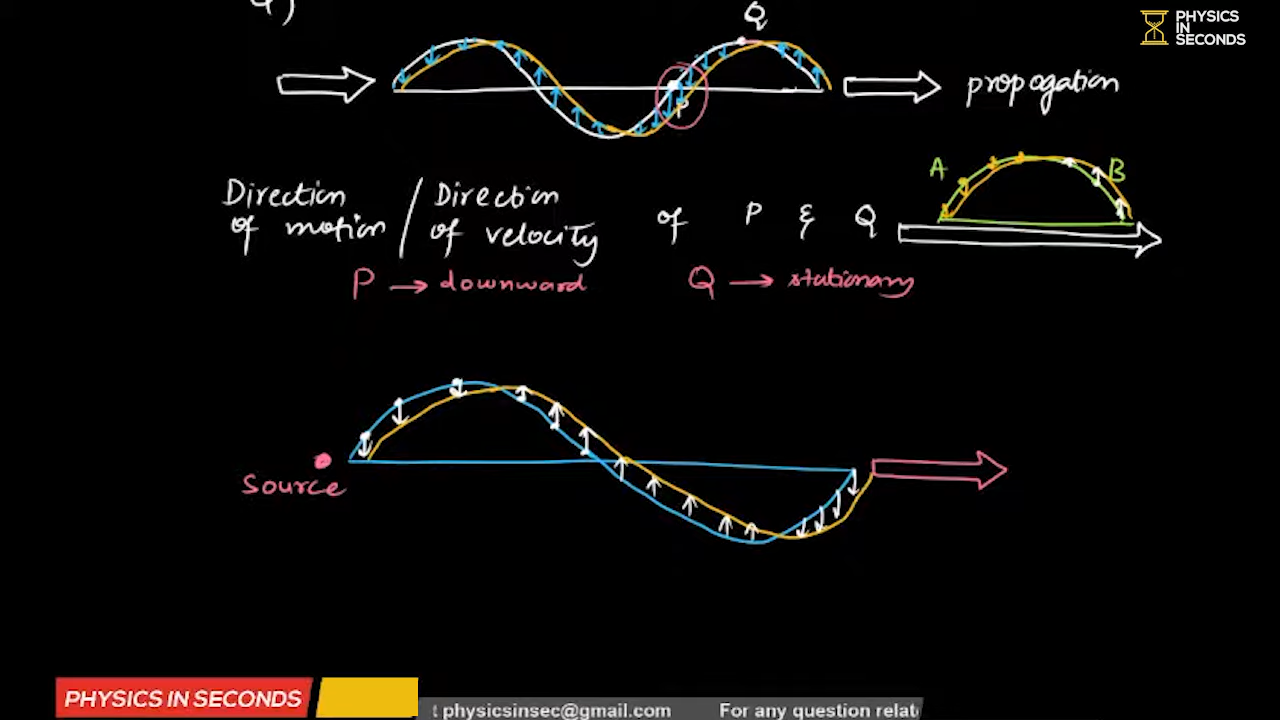 Q
PHYSICS
IN
SECONDS
propogation
P
A
B
Direction of motion / Direction of velocity of P & Q
P → downward
Q → stationary
Source
PHYSICS IN SECONDS
t physicsinsec@gmail.com
For any question relat